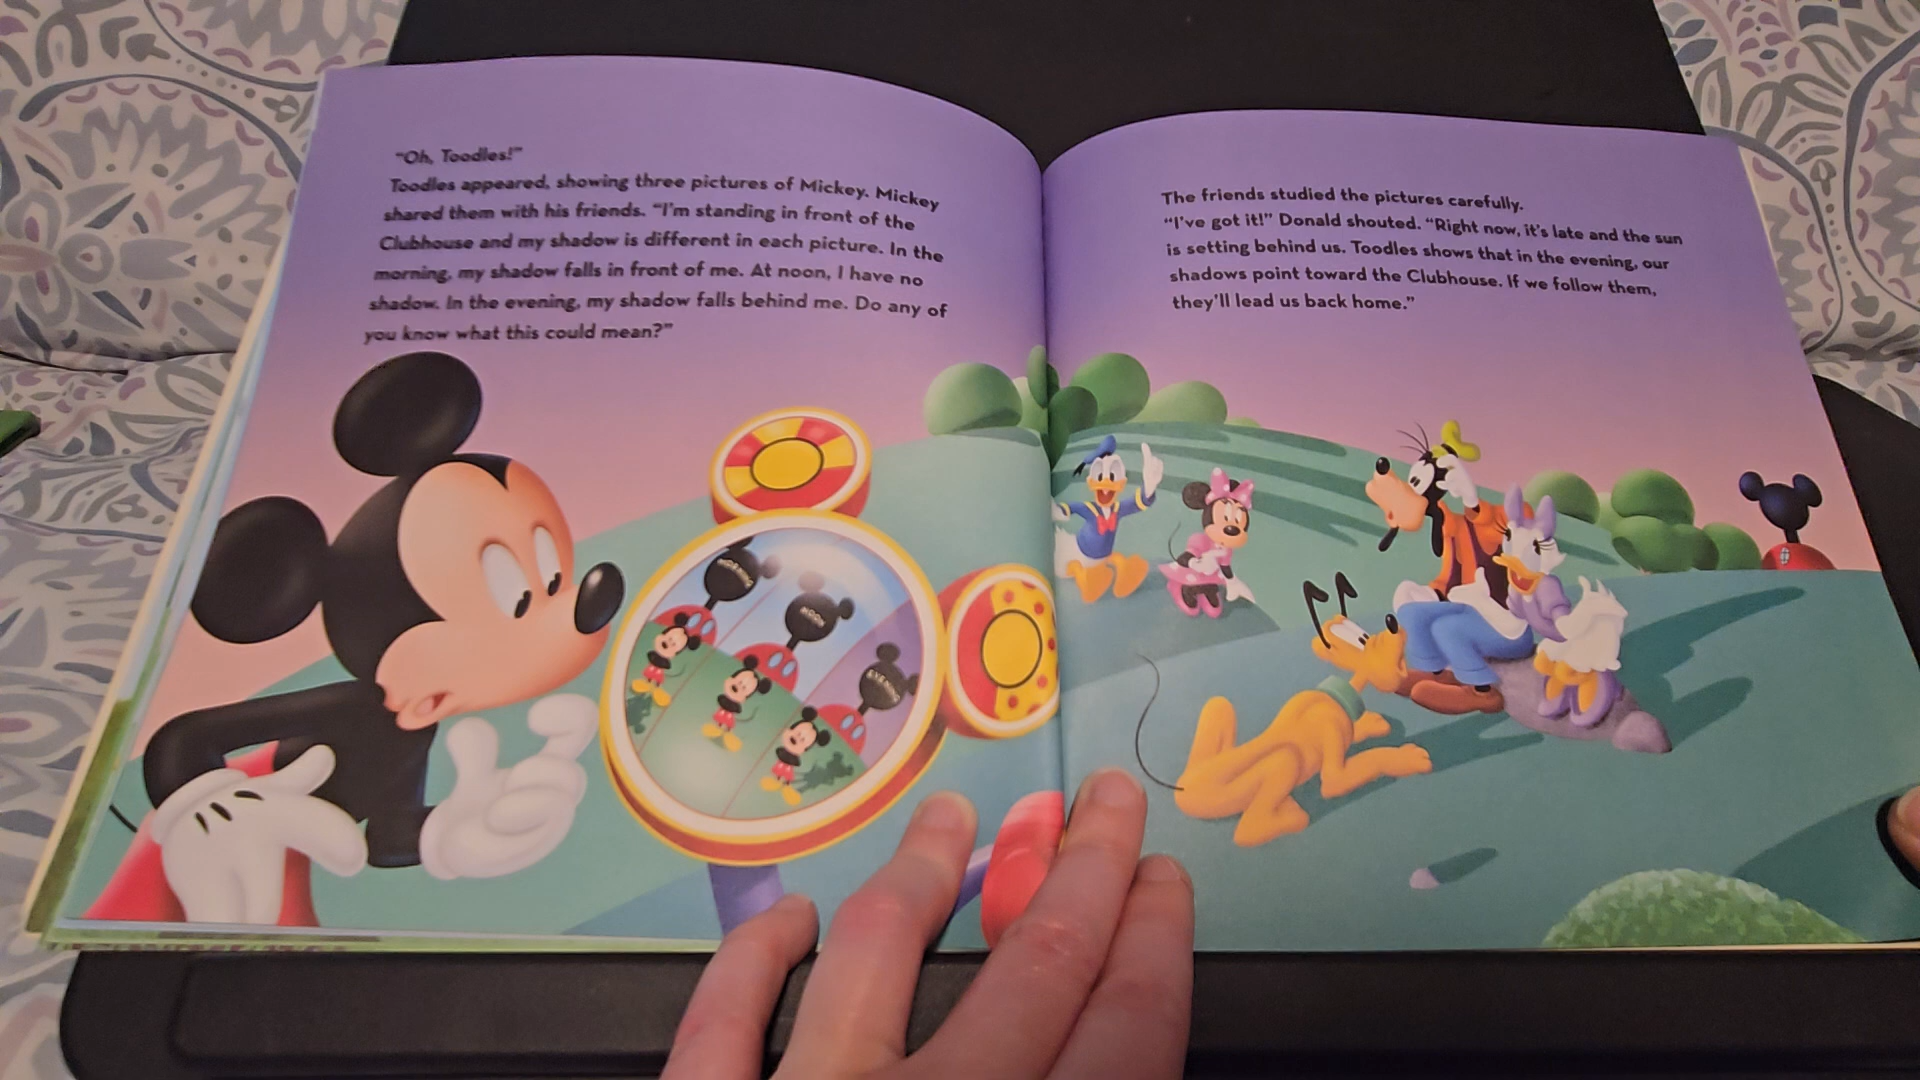 “Oh, Toodles!”
Toodles appeared, showing three pictures of Mickey. Mickey
shared them with his friends. “I’m standing in front of the
Clubhouse and my shadow is different in each picture. In the
morning, my shadow falls in front of me. At noon, I have no
shadow. In the evening, my shadow falls behind me. Do any of
you know what this could mean?”
MORNING
NOON
EVENING
The friends studied the pictures carefully.
“I’ve got it!” Donald shouted. “Right now, it’s late and the sun
is setting behind us. Toodles shows that in the evening, our
shadows point toward the Clubhouse. If we follow them,
they’ll lead us back home.”